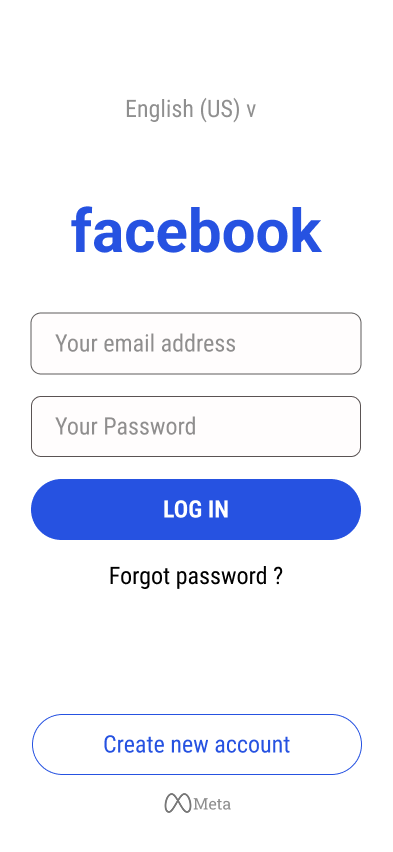 English (US) v
facebook
Your email address
Your Password
LOG IN
Forgot password ?
Create new account
Meta